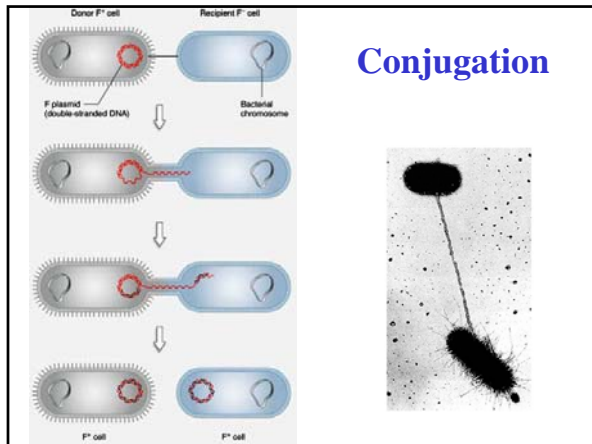 Donor F⁺ cell
Recipient F⁻ cell
Conjugation
F plasmid
(double-stranded DNA)
Bacterial
chromosome
F⁺ cell
F⁺ cell